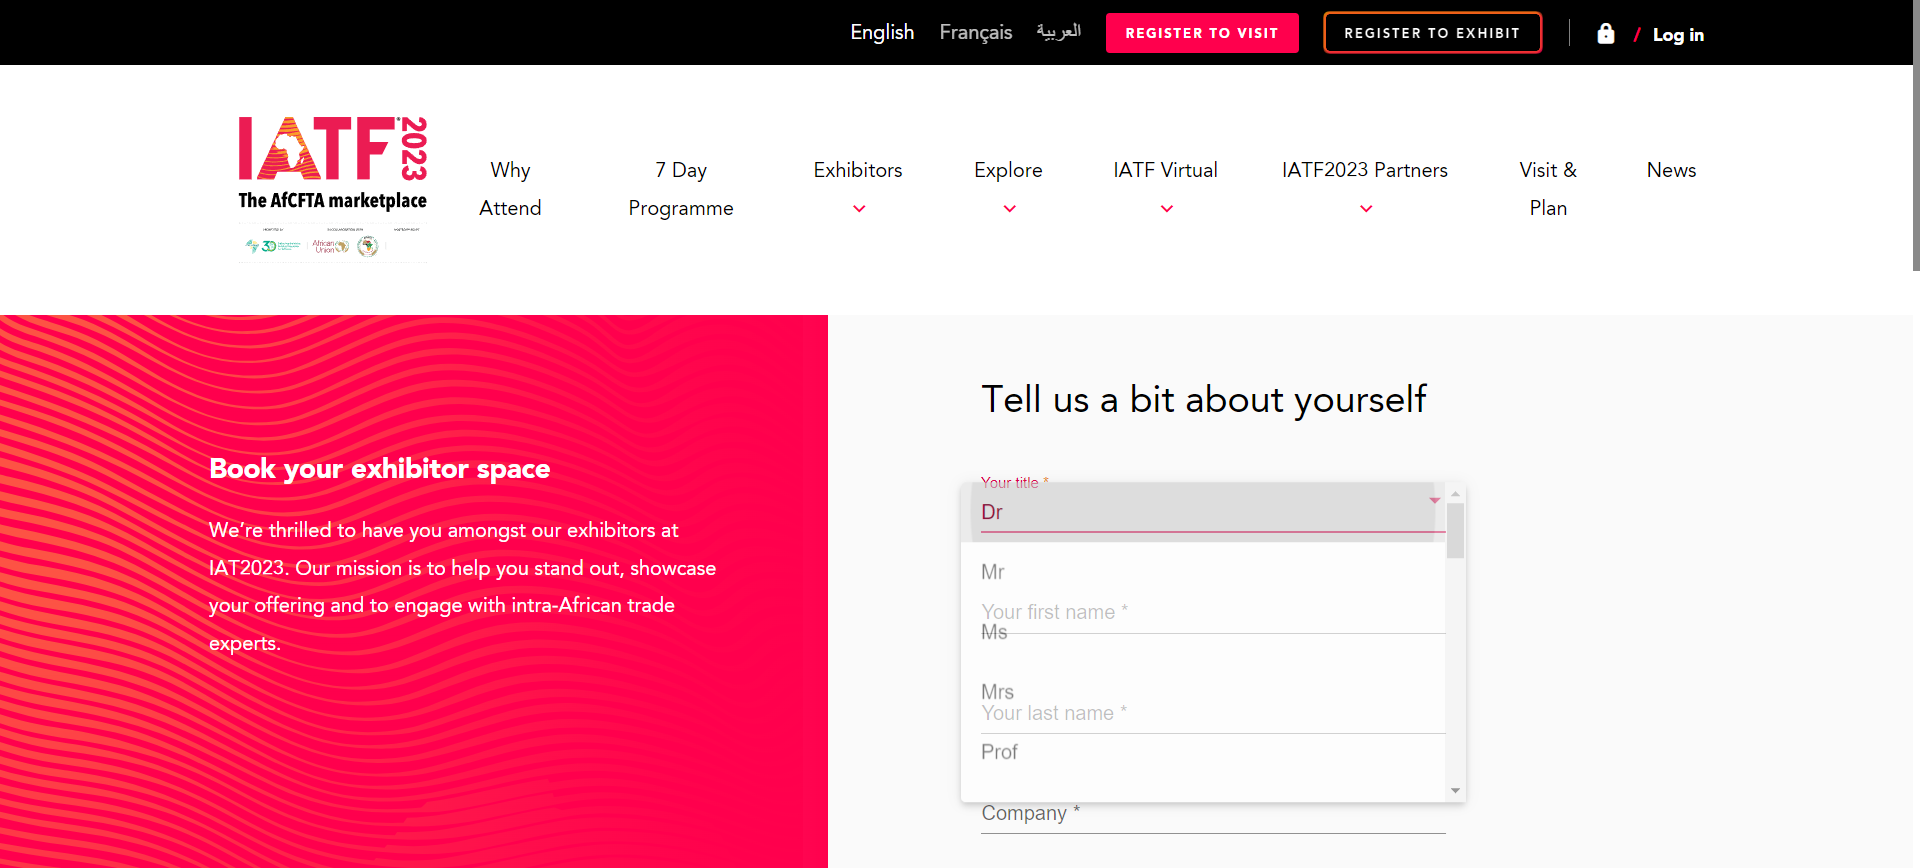 English Français العربية REGISTER TO VISIT REGISTER TO EXHIBIT / Log in
IATF 2023
The AfCFTA marketplace
African
Union
Why
Attend
7 Day
Programme
Exhibitors
Explore
IATF Virtual
IATF2023 Partners
Visit &
Plan
News
Book your exhibitor space
We're thrilled to have you amongst our exhibitors at
IAT2023. Our mission is to help you stand out, showcase
your offering and to engage with intra-African trade
experts.
Tell us a bit about yourself
Your title *
Dr
Mr
Your first name *
Ms
Mrs
Your last name *
Prof
Company *